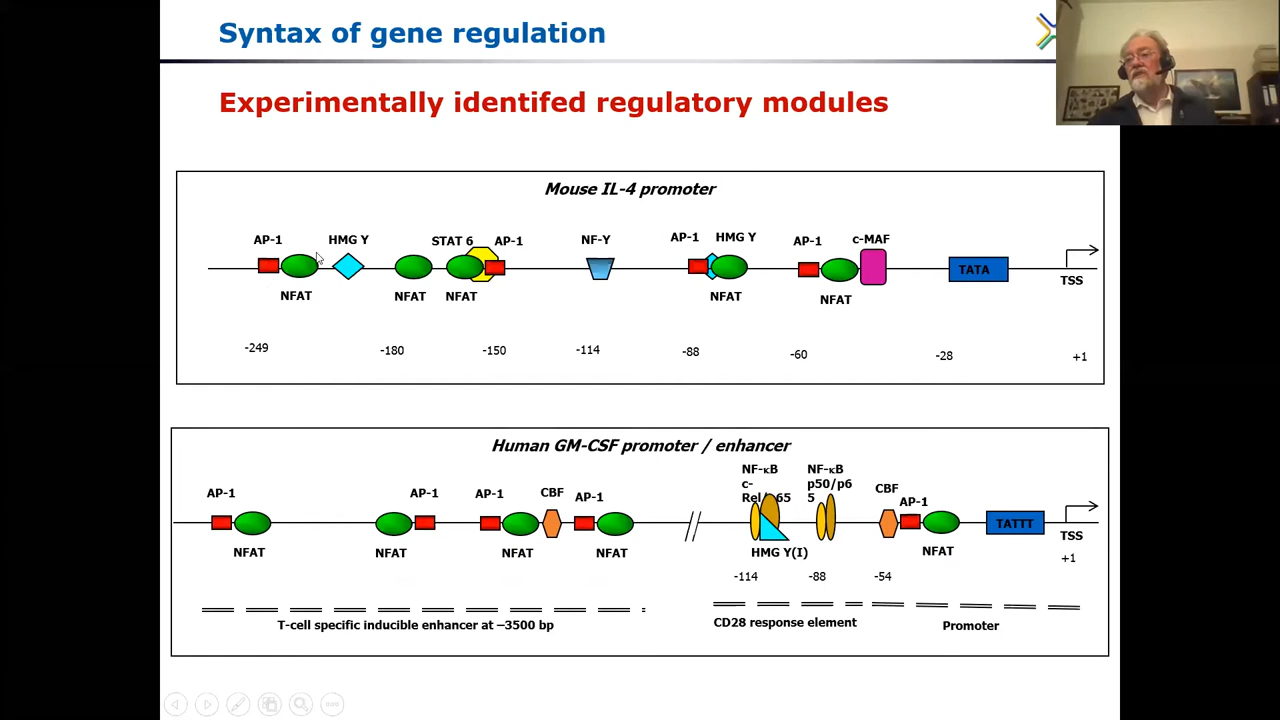 Syntax of gene regulation
Experimentally identifed regulatory modules
Mouse IL-4 promoter
AP-1
HMG Y
STAT 6
AP-1
NF-Y
AP-1
HMG Y
AP-1
c-MAF
TATA
TSS
NFAT
NFAT
NFAT
NFAT
NFAT
-249
-180
-150
-114
-88
-60
-28
+1
Human GM-CSF promoter / enhancer
AP-1
AP-1
AP-1
CBF
AP-1
NF-κB
c-
Rel/p65
NF-κB
p50/p6
5
CBF
AP-1
TATTT
TSS
+1
NFAT
NFAT
NFAT
NFAT
HMG Y(I)
NFAT
-114
-88
-54
T-cell specific inducible enhancer at –3500 bp
CD28 response element
Promoter